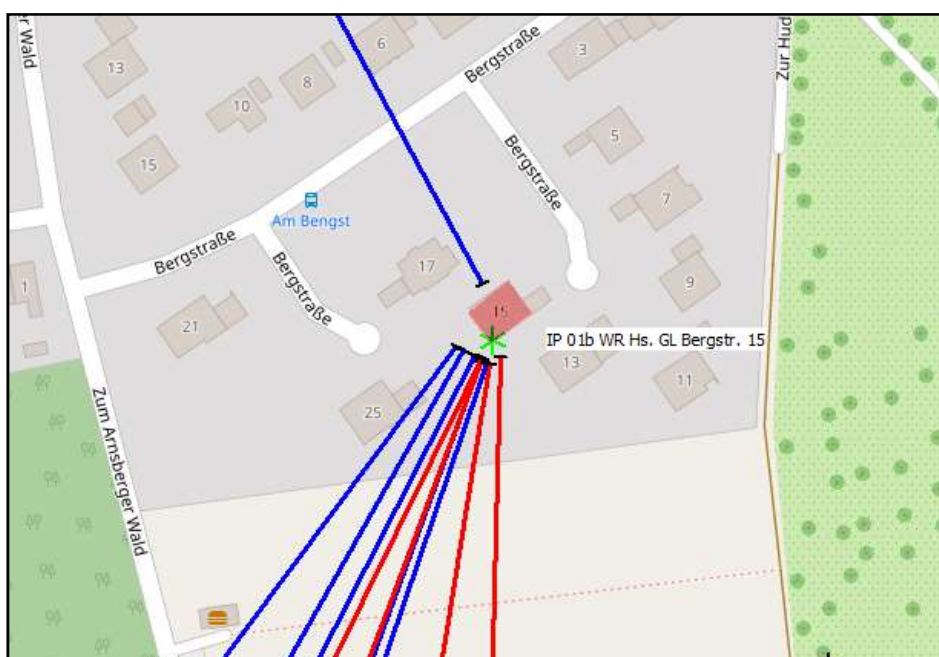 er Wald
13
6
8
10
Bergstraße
3
Zur Hud
15
5
Am Bengst
Bergstraße
7
Bergstraße
17
1
Bergstraße
9
21
15
IP 01b WR Hs. GL Bergstr. 15
13
11
25
Zum Arnsberger Wald